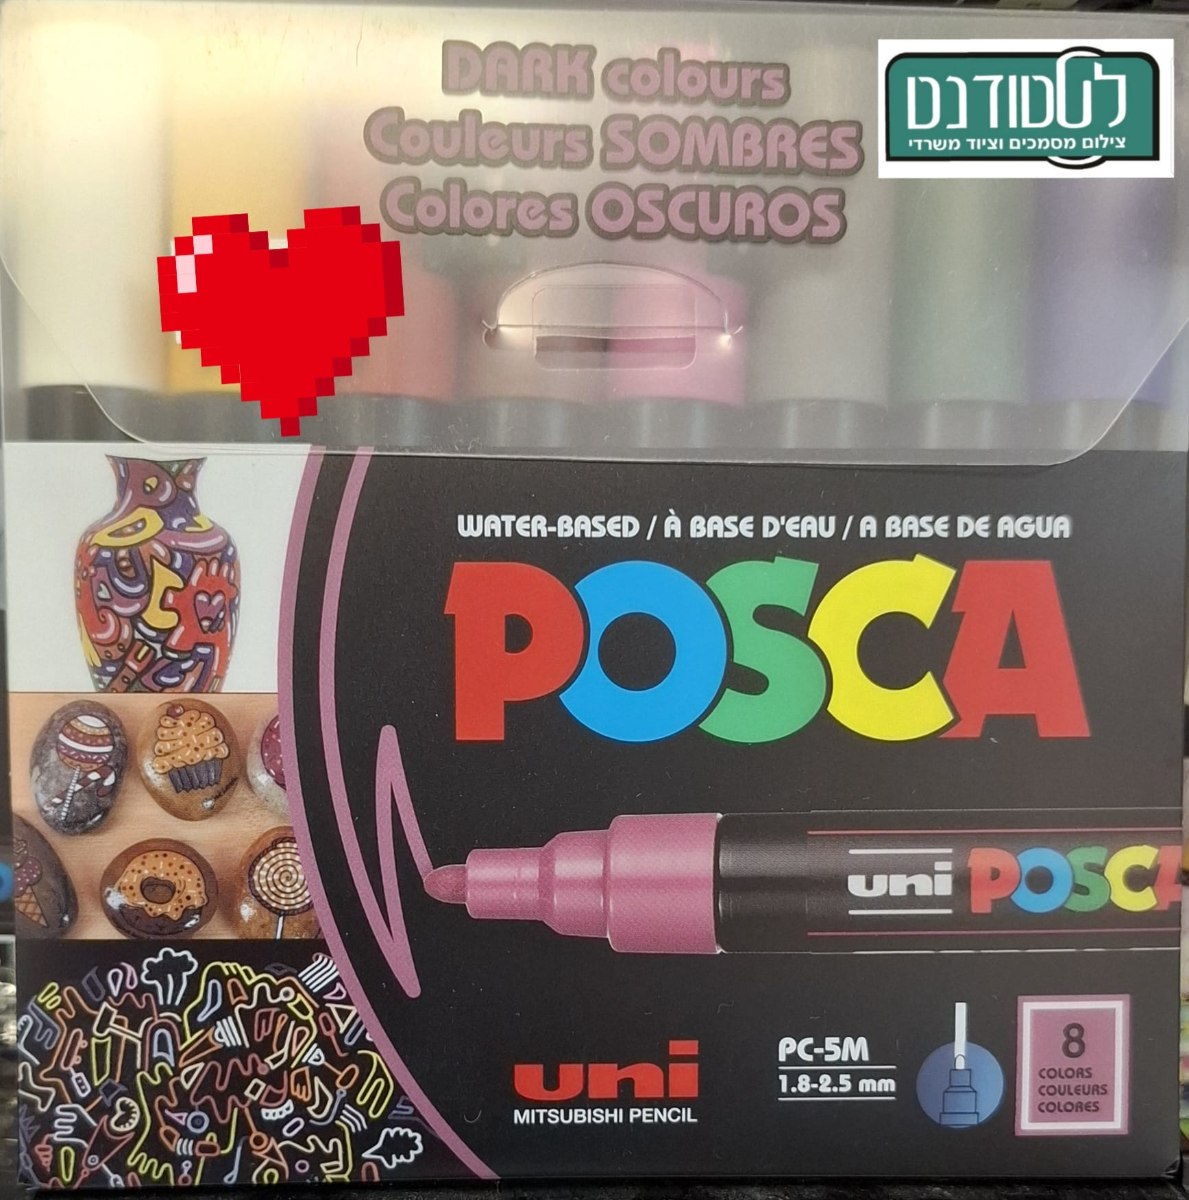 DARK colours
Couleurs SOMBRES
Colores OSCUROS
לסטודנט
צילום מסמכים וציוד משרדי
WATER-BASED / À BASE D'EAU / A BASE DE AGUA
POSCA
uni POSCA
uni
MITSUBISHI PENCIL
PC-5M
1.8-2.5 mm
8
COLORS
COULEURS
COLORES